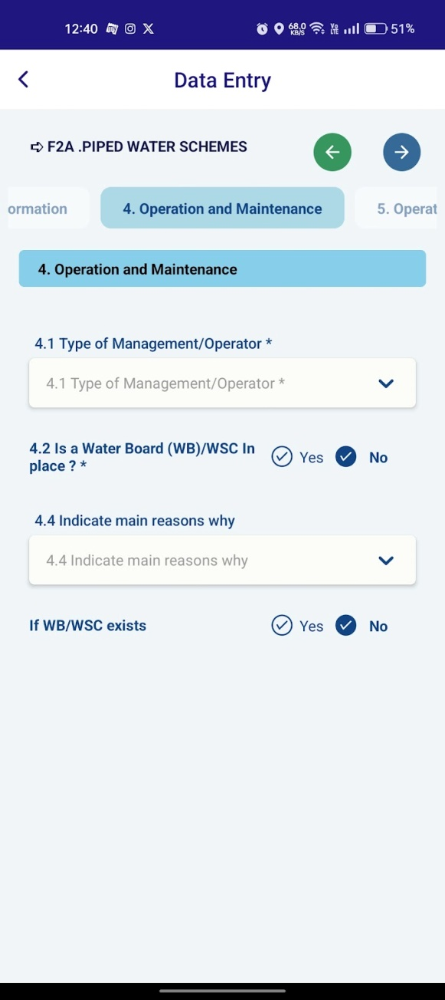 12:40 68.0 KB/S Vo LTE 51%
Data Entry
➪ F2A .PIPED WATER SCHEMES
ormation 4. Operation and Maintenance 5. Operat
4. Operation and Maintenance
4.1 Type of Management/Operator *
4.1 Type of Management/Operator *
4.2 Is a Water Board (WB)/WSC In
place ? * Yes No
4.4 Indicate main reasons why
4.4 Indicate main reasons why
If WB/WSC exists Yes No